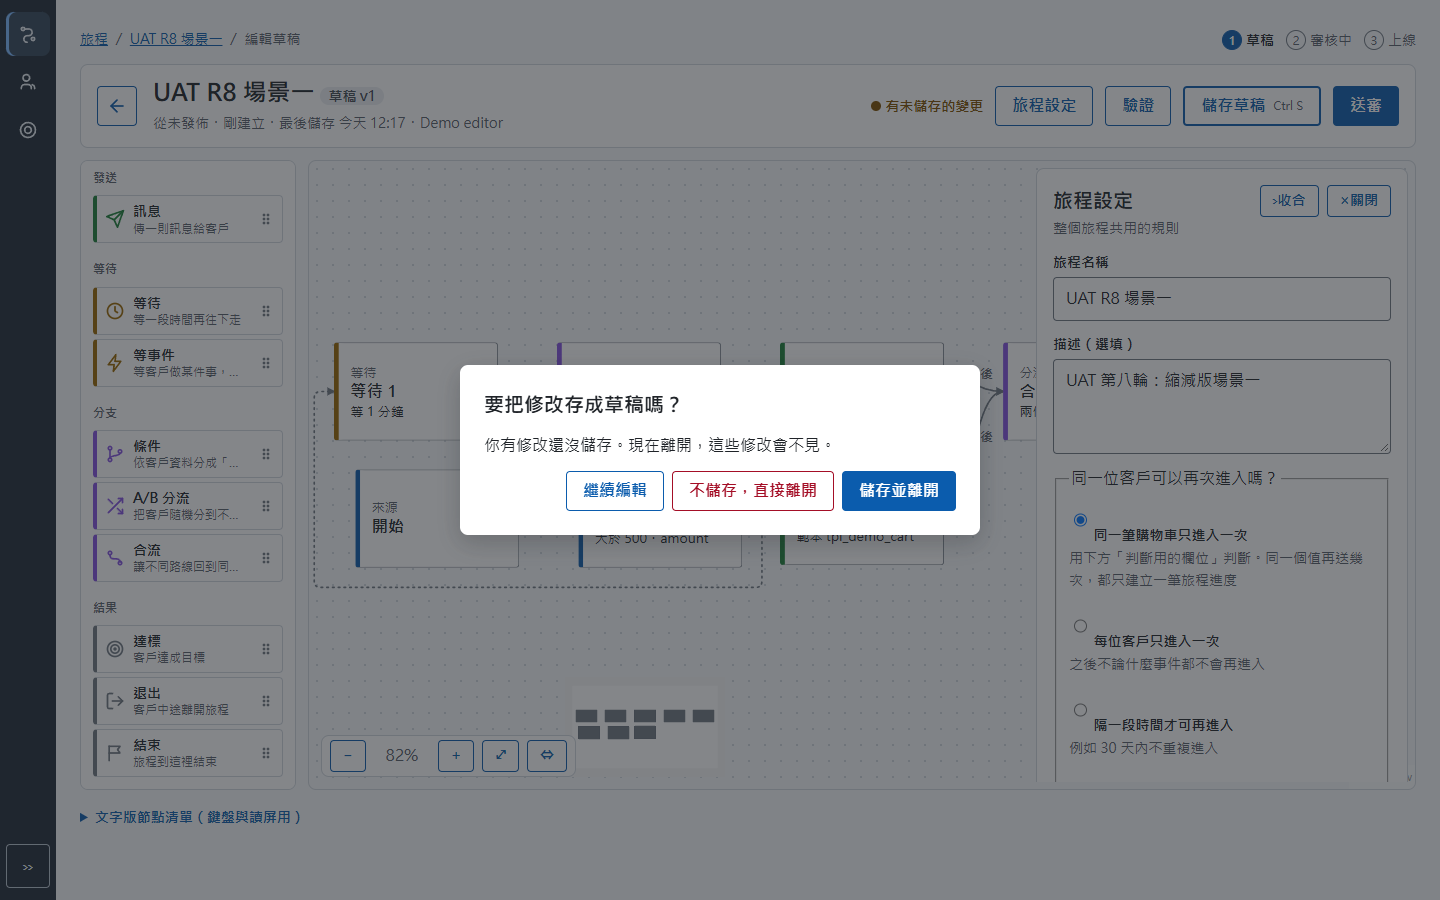 旅程 / UAT R8 場景一 / 編輯草稿
1 草稿 2 審核中 3 上線
UAT R8 場景一 草稿 v1
從未發佈 · 剛建立 · 最後儲存 今天 12:17 · Demo editor
有未儲存的變更
旅程設定
驗證
儲存草稿 Ctrl S
送審
發送
訊息
傳一則訊息給客戶
等待
等待
等一段時間再往下走
等事件
等客戶做某件事，...
分支
條件
依客戶資料分成「...
A/B 分流
把客戶隨機分到不...
合流
讓不同路線回到同...
結果
達標
客戶達成目標
退出
客戶中途離開旅程
結束
旅程到這裡結束
等待
等待 1
等 1 分鐘
來源
開始
大於 500 · amount
範本 tpl_demo_cart
後
後
合
要把修改存成草稿嗎？
你有修改還沒儲存。現在離開，這些修改會不見。
繼續編輯
不儲存，直接離開
儲存並離開
− 82% +
旅程設定
›收合
×關閉
整個旅程共用的規則
旅程名稱
UAT R8 場景一
描述（選填）
UAT 第八輪：縮減版場景一
同一位客戶可以再次進入嗎？
同一筆購物車只進入一次
用下方「判斷用的欄位」判斷。同一個值再送幾
次，都只建立一筆旅程進度
每位客戶只進入一次
之後不論什麼事件都不會再進入
隔一段時間才可再進入
例如 30 天內不重複進入
文字版節點清單（鍵盤與讀屏用）
»